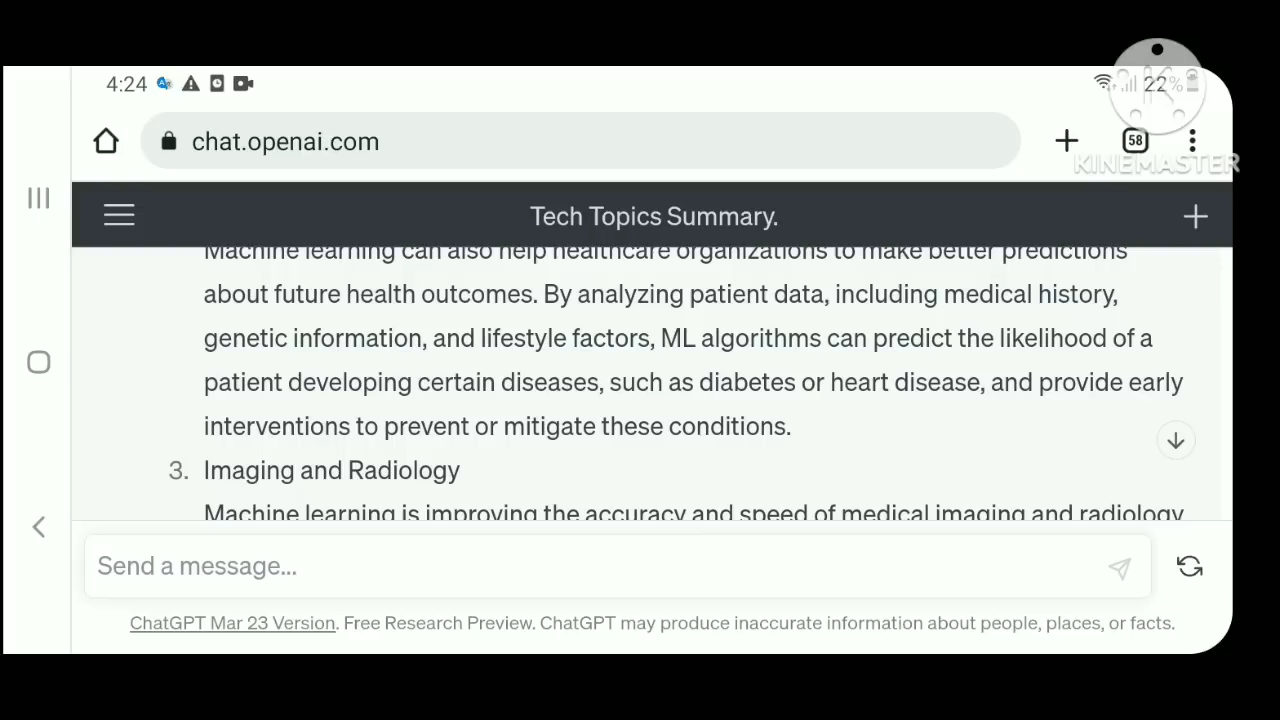 4:24
22%
chat.openai.com
58
KINEMASTER
Tech Topics Summary.
Machine learning can also help healthcare organizations to make better predictions
about future health outcomes. By analyzing patient data, including medical history,
genetic information, and lifestyle factors, ML algorithms can predict the likelihood of a
patient developing certain diseases, such as diabetes or heart disease, and provide early
interventions to prevent or mitigate these conditions.
3. Imaging and Radiology
Machine learning is improving the accuracy and speed of medical imaging and radiology
Send a message...
ChatGPT Mar 23 Version. Free Research Preview. ChatGPT may produce inaccurate information about people, places, or facts.